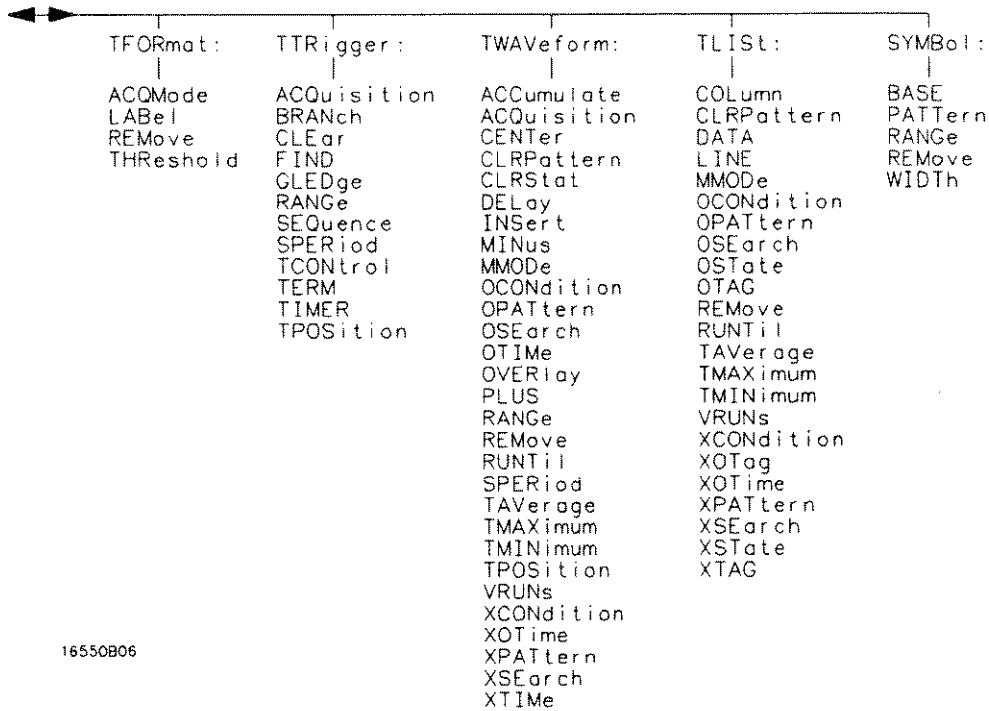 TFORmat:
ACQMode
LABel
REMove
THReshold
TTRigger:
ACQuisition
BRANch
CLEar
FIND
GLEDge
RANGe
SEQuence
SPERiod
TCONtrol
TERM
TIMER
TPOSition
TWAVeform:
ACCumulate
ACQuisition
CENTer
CLRPattern
CLRStat
DELay
INSert
MINus
MMODe
OCONdition
OPATtern
OSEarch
OTIMe
OVERlay
PLUS
RANGe
REMove
RUNTil
SPERiod
TAVerage
TMAXimum
TMINimum
TPOSition
VRUNs
XCONdition
XOTime
XPATtern
XSEarch
XTIMe
TLISt:
COLumn
CLRPattern
DATA
LINE
MMODe
OCONdition
OPATtern
OSEarch
OSTate
OTAG
REMove
RUNTil
TAVerage
TMAXimum
TMINimum
VRUNs
XCONdition
XOTag
XOTime
XPATtern
XSEarch
XSTate
XTAG
SYMBol:
BASE
PATTern
RANGe
REMove
WIDTh
16550B06